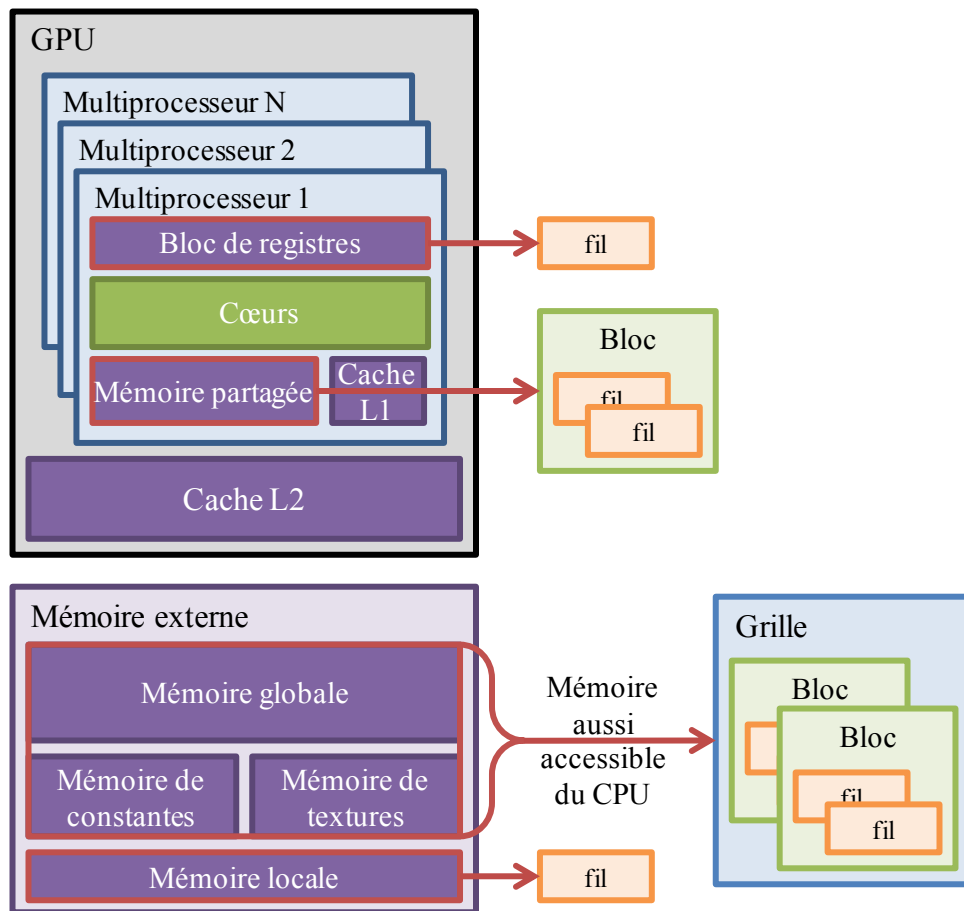 GPU
Multiprocesseur N
Multiprocesseur 2
Multiprocesseur 1
Bloc de registres
fil
Cœurs
Mémoire partagée
Cache
L1
Bloc
fil
fil
Cache L2
Mémoire externe
Mémoire globale
Mémoire de
constantes
Mémoire de
textures
Mémoire locale
fil
Mémoire
aussi
accessible
du CPU
Grille
Bloc
Bloc
fil
fil